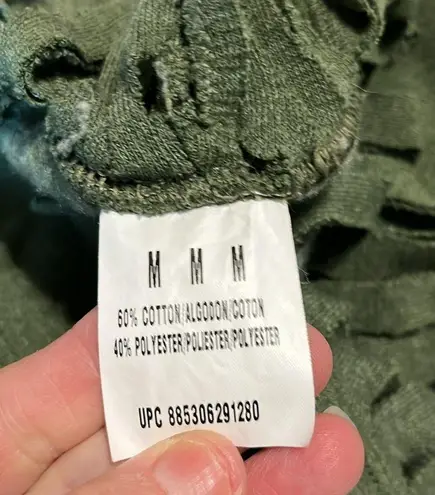 M M M
60% COTTON/ALGODON/COTON
40% POLYESTER/POLIESTER/POLYESTER
UPC 885306291280